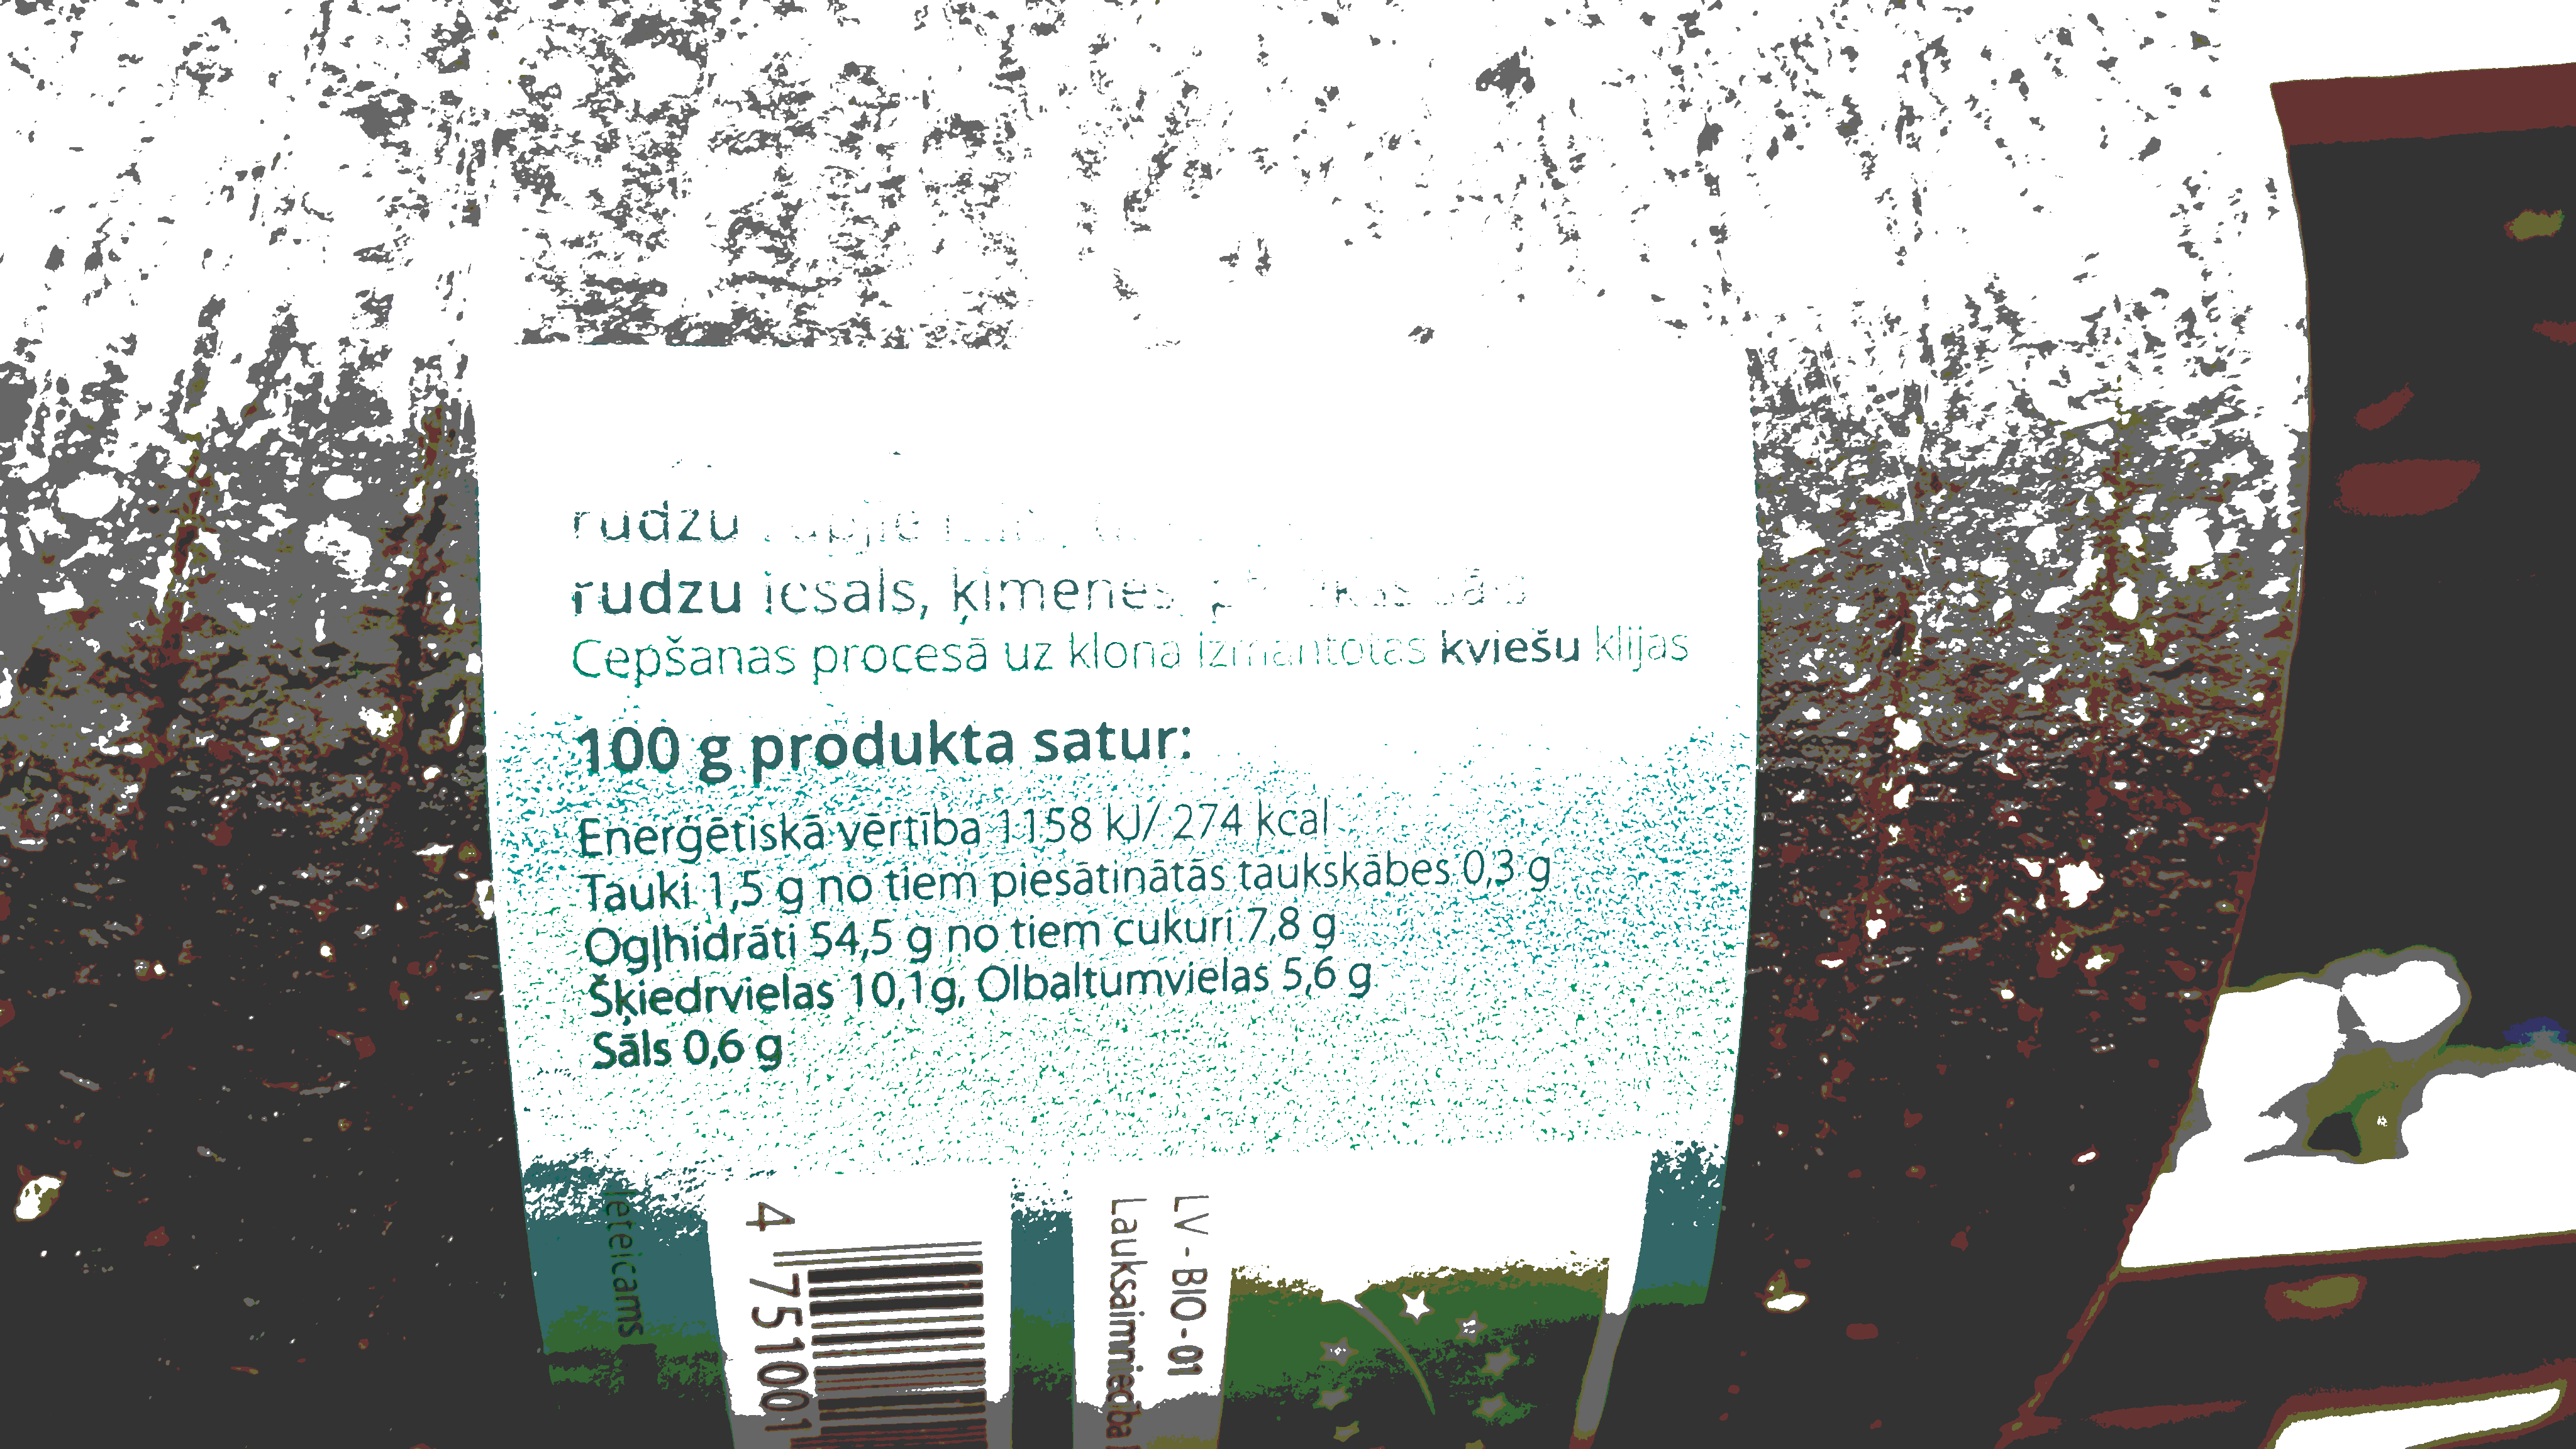 rudzu
rudzu iesals, ķimenes,
Cepšanas procesā uz klona izmantotas kviešu klijas
100 g produkta satur:
Enerģētiskā vērtība 1158 kJ/ 274 kcal
Tauki 1,5 g no tiem piesātinātās taukskābes 0,3 g
Ogļhidrāti 54,5 g no tiem cukuri 7,8 g
Šķiedrvielas 10,1g, Olbaltumvielas 5,6 g
Sāls 0,6 g
Ieteicams
4 751001
LV - BIO - 01
Lauksaimniecība